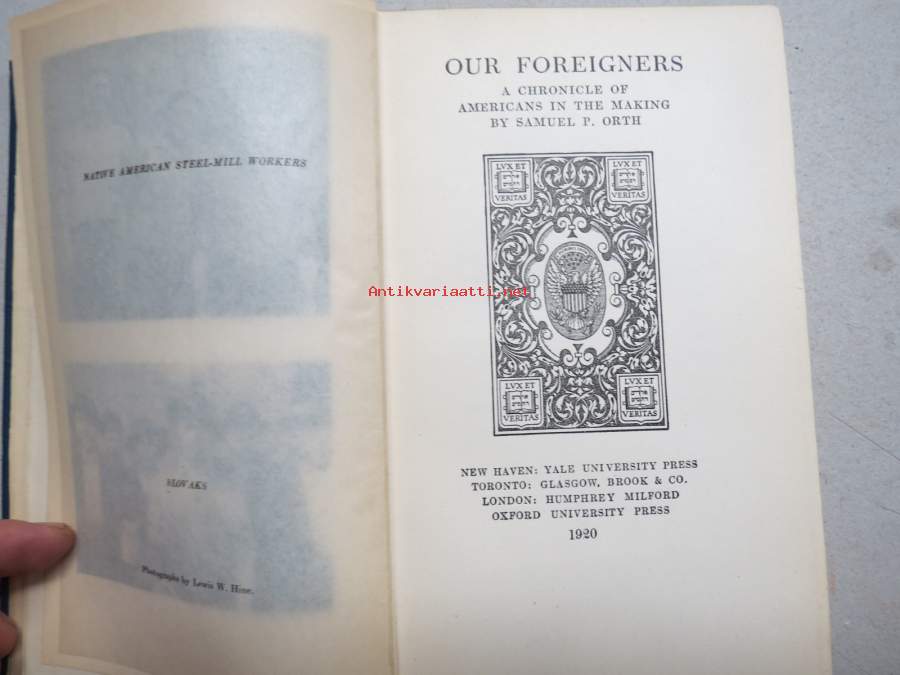 NATIVE AMERICAN STEEL-MILL WORKERS
SLOVAKS
Photographs by Lewis W. Hine.
OUR FOREIGNERS
A CHRONICLE OF
AMERICANS IN THE MAKING
BY SAMUEL P. ORTH
LVX ET
VERITAS
LVX ET
VERITAS
Antikvariaatti.net
LVX ET
VERITAS
LVX ET
VERITAS
NEW HAVEN: YALE UNIVERSITY PRESS
TORONTO: GLASGOW, BROOK & CO.
LONDON: HUMPHREY MILFORD
OXFORD UNIVERSITY PRESS
1920